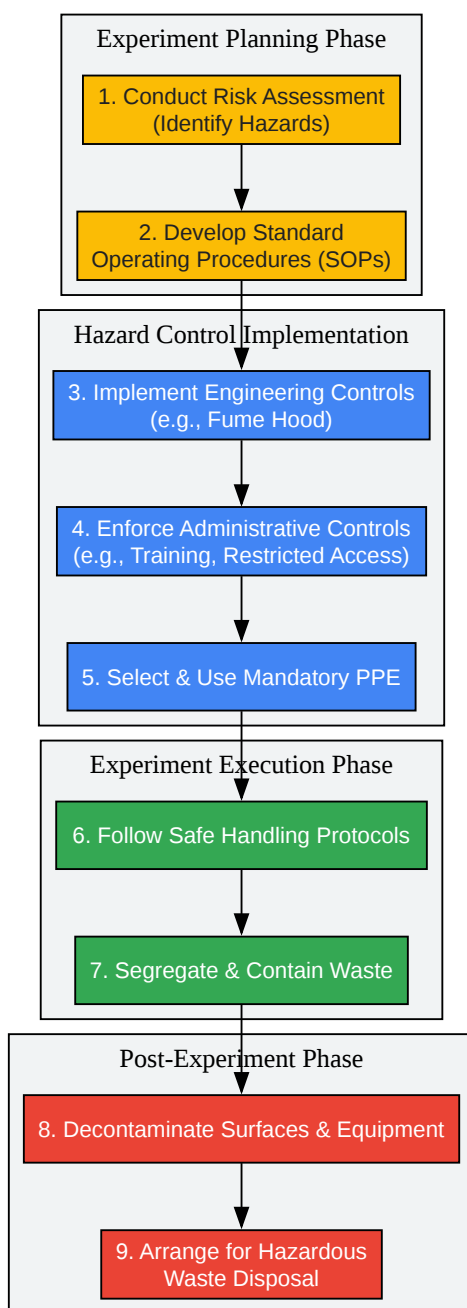 Experiment Planning Phase
1. Conduct Risk Assessment
(Identify Hazards)
2. Develop Standard
Operating Procedures (SOPs)
Hazard Control Implementation
3. Implement Engineering Controls
(e.g., Fume Hood)
4. Enforce Administrative Controls
(e.g., Training, Restricted Access)
5. Select & Use Mandatory PPE
Experiment Execution Phase
6. Follow Safe Handling Protocols
7. Segregate & Contain Waste
Post-Experiment Phase
8. Decontaminate Surfaces & Equipment
9. Arrange for Hazardous
Waste Disposal